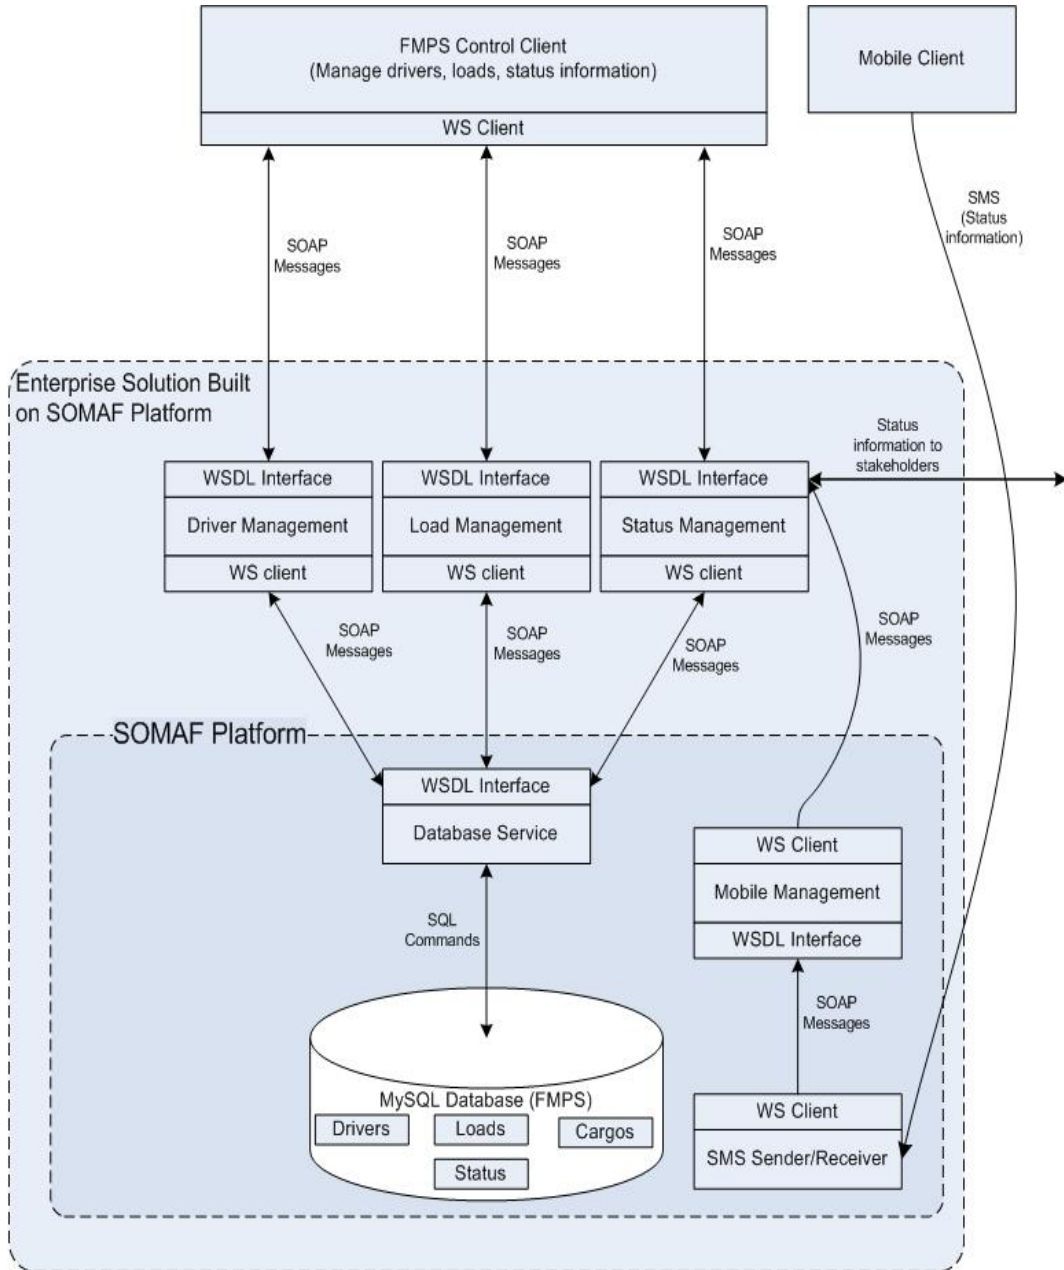 FMPS Control Client
(Manage drivers, loads, status information)
WS Client
Mobile Client
SMS
(Status
information)
SOAP
Messages
SOAP
Messages
SOAP
Messages
Enterprise Solution Built
on SOMAF Platform
Status
information to
stakeholders
WSDL Interface
Driver Management
WS client
WSDL Interface
Load Management
WS client
WSDL Interface
Status Management
WS client
SOAP
Messages
SOAP
Messages
SOAP
Messages
SOAP
Messages
SOMAF Platform
WSDL Interface
Database Service
SQL
Commands
WS Client
Mobile Management
WSDL Interface
SOAP
Messages
MySQL Database (FMPS)
Drivers
Loads
Cargos
Status
WS Client
SMS Sender/Receiver